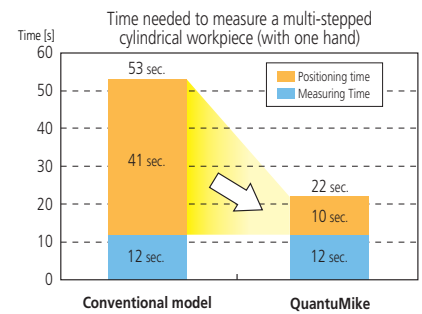 Time needed to measure a multi-stepped
cylindrical workpiece (with one hand)
Time [s]
60
50
40
30
20
10
0
53 sec.
41 sec.
12 sec.
Positioning time
Measuring Time
22 sec.
10 sec.
12 sec.
Conventional model
QuantuMike